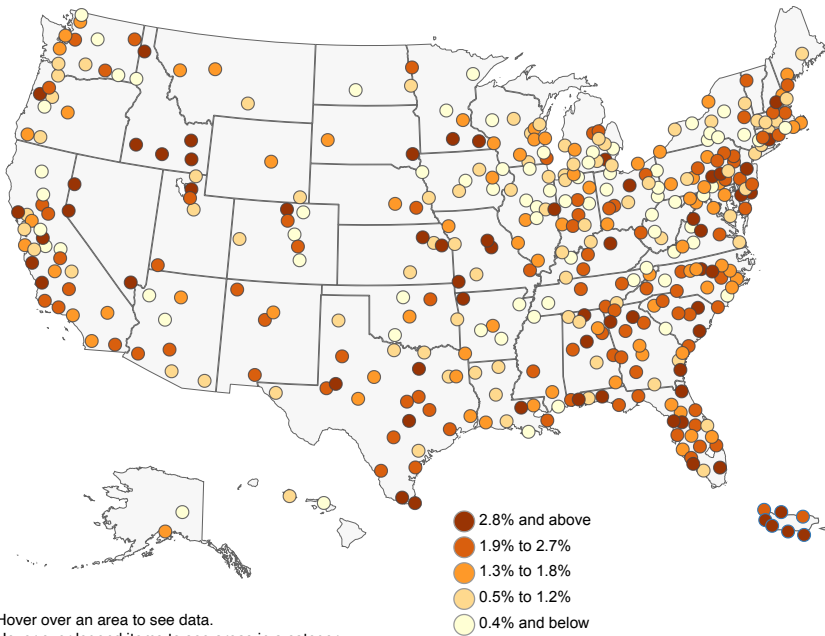 2.8% and above
1.9% to 2.7%
1.3% to 1.8%
0.5% to 1.2%
0.4% and below
Hover over an area to see data.